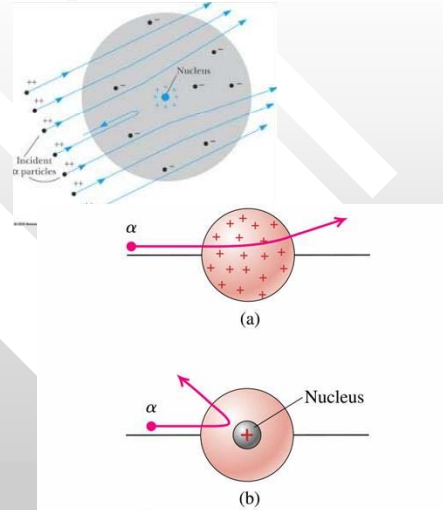 Nucleus
++
++
++
++
++
++
Incident
α particles
α
(a)
α
Nucleus
+
(b)